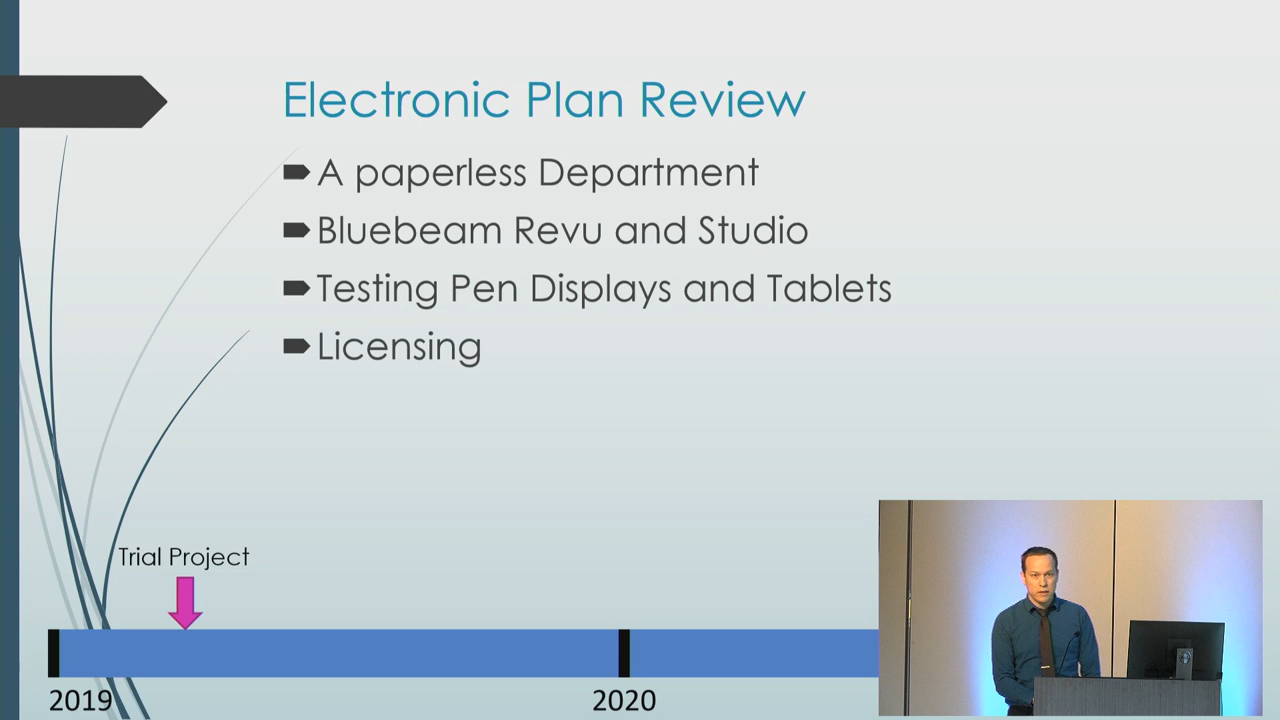 Electronic Plan Review
A paperless Department
Bluebeam Revu and Studio
Testing Pen Displays and Tablets
Licensing
Trial Project
2019
2020